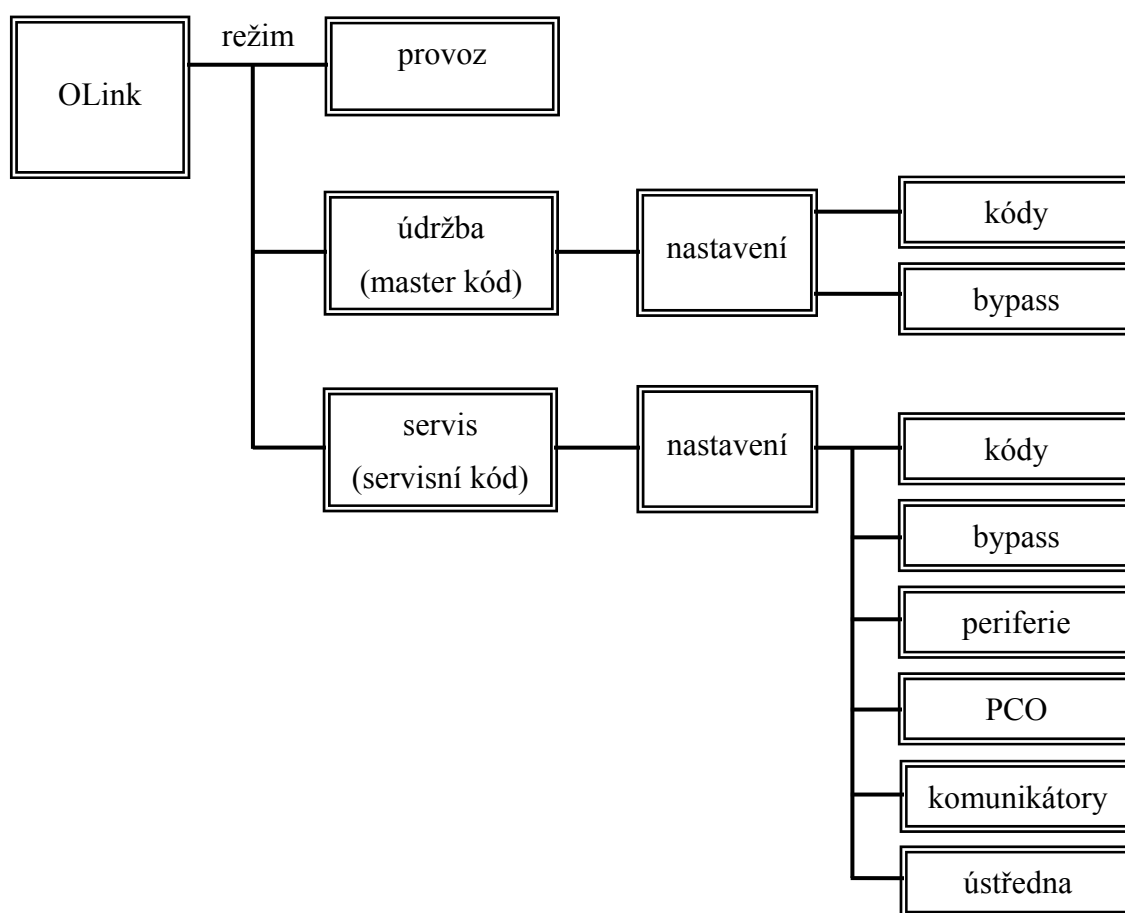 OLink
režim
provoz
údržba
(master kód)
nastavení
kódy
bypass
servis
(servisní kód)
nastavení
kódy
bypass
periferie
PCO
komunikátory
ústředna